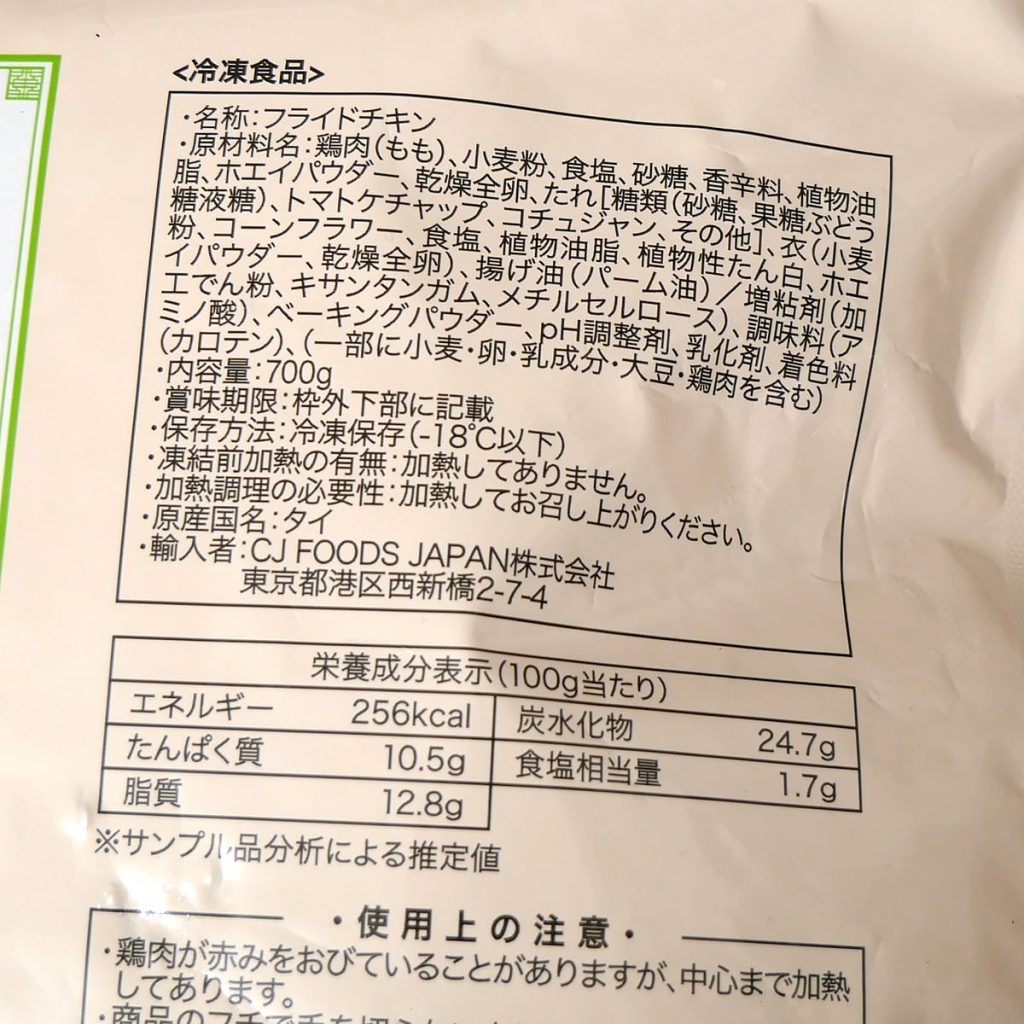 <冷凍食品>
・名称:フライドチキン
・原材料名:鶏肉(もも)、小麦粉、食塩、砂糖、香辛料、植物油
脂、ホエイパウダー、乾燥全卵、たれ[糖類(砂糖、果糖ぶどう
糖液糖)、トマトケチャップ、コチュジャン、その他]、衣(小麦
粉、コーンフラワー、食塩、植物油脂、植物性たん白、ホエ
イパウダー、乾燥全卵)、揚げ油(パーム油)/増粘剤(加
工でん粉、キサンタンガム、メチルセルロース)、調味料(ア
ミノ酸)、ベーキングパウダー、pH調整剤、乳化剤、着色料
(カロテン)、(一部に小麦・卵・乳成分・大豆・鶏肉を含む)
・内容量:700g
・賞味期限:枠外下部に記載
・保存方法:冷凍保存(-18℃以下)
・凍結前加熱の有無:加熱してありません。
・加熱調理の必要性:加熱してお召し上がりください。
・原産国名:タイ
・輸入者:CJ FOODS JAPAN株式会社
東京都港区西新橋2-7-4
栄養成分表示(100g当たり)
エネルギー 256kcal 炭水化物 24.7g
たんぱく質 10.5g 食塩相当量 1.7g
脂質 12.8g
※サンプル品分析による推定値
・使用上の注意・
・鶏肉が赤みをおびていることがありますが、中心まで加熱
してあります。
・商品のフチで手を切らない